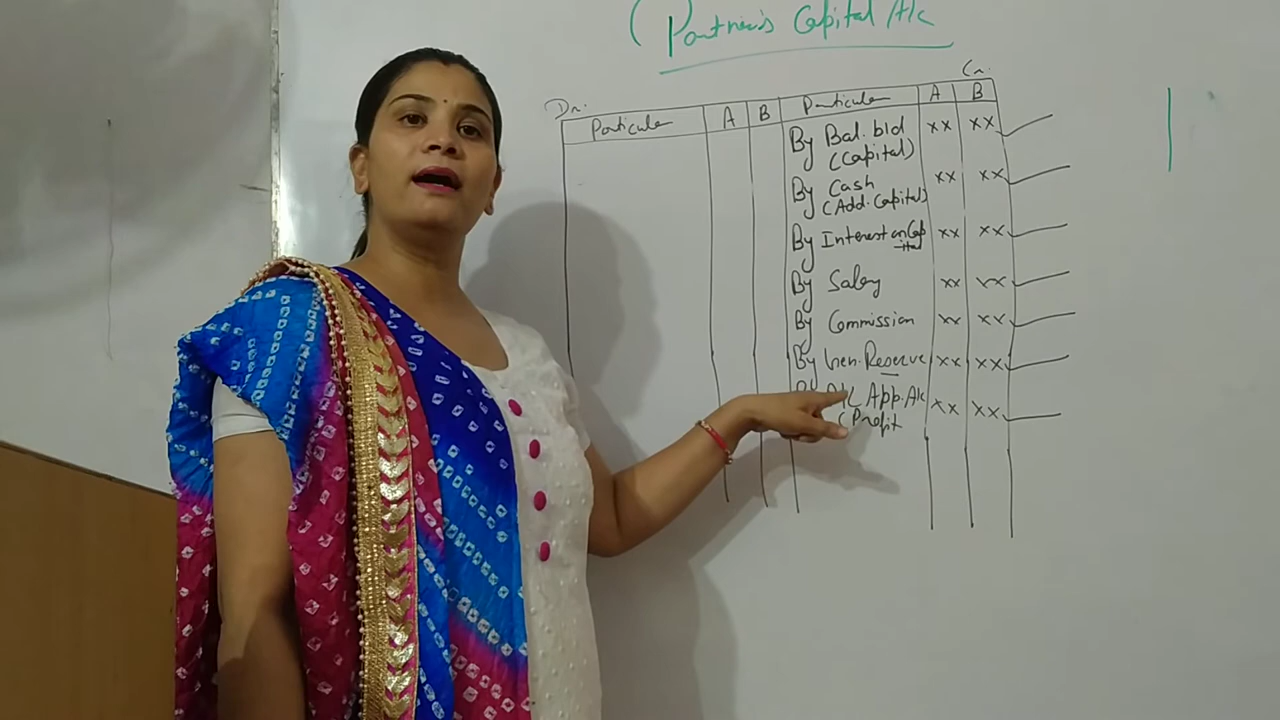 (Partner's Capital A/c
Dr. Cr.
Particular A B Particular A B
By Bal. b/d xx xx
(Capital)
By Cash xx xx
(Add. Capital)
By Interest on Cap xx xx
ital
By Salary xx xx
By Commission xx xx
By Gen. Reserve xx xx
App. A/c xx xx
(Profit